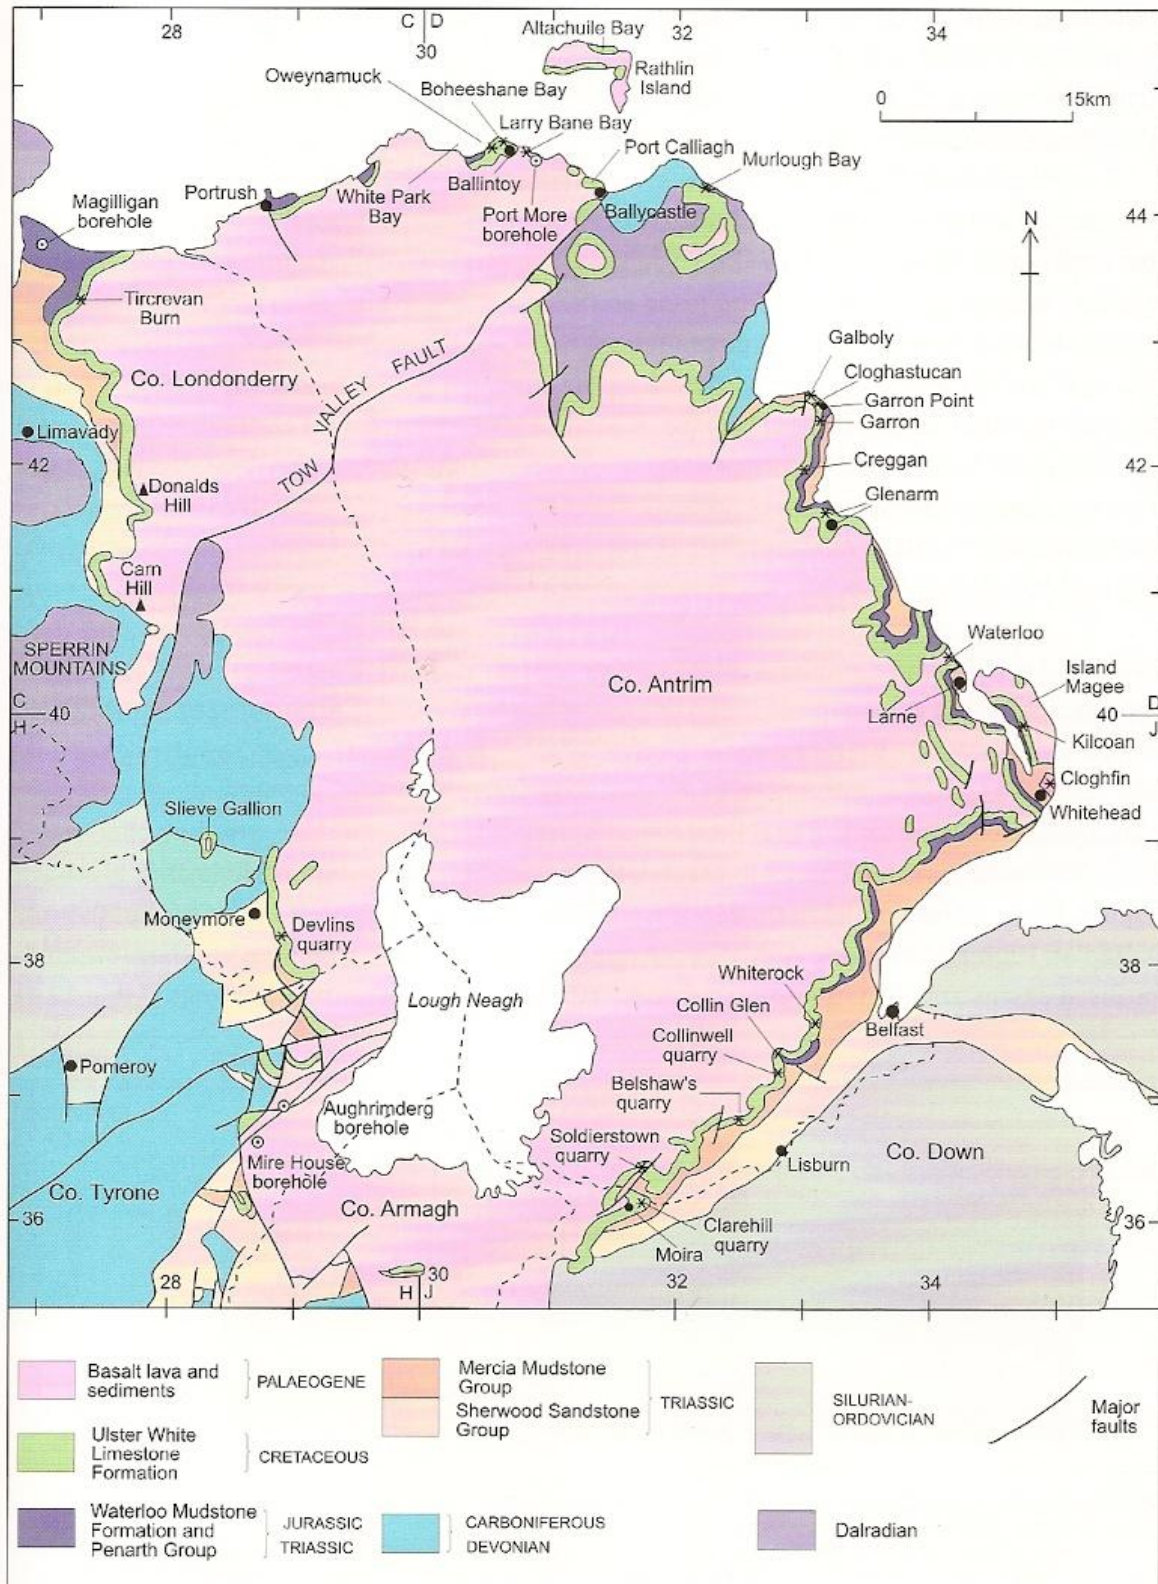 28
C D
30
32
34
Altachuile Bay
Rathlin
Island
Oweynamuck
Boheeshane Bay
Larry Bane Bay
0 15km
Port Calliagh
Murlough Bay
Portrush
Magilligan
borehole
White Park
Bay
Ballintoy
Port More
borehole
Ballycastle
N
44
Tircrevan
Burn
Galboly
Cloghastucan
Garron Point
Garron
Co. Londonderry
TOW VALLEY FAULT
Limavady
42
42
Creggan
Glenarm
Donalds
Hill
Carn
Hill
SPERRIN
MOUNTAINS
Waterloo
Island
Magee
Co. Antrim
C
40
H
Larne
40
D
J
Kilcoan
Cloghfin
Whitehead
Slieve Gallion
Moneymore
Devlins
quarry
38
38
Lough Neagh
Whiterock
Collin Glen
Belfast
Collinwell
quarry
Pomeroy
Belshaw's
quarry
Aughrimderg
borehole
Soldierstown
quarry
Mire House
borehole
Lisburn
Co. Down
Co. Tyrone
Co. Armagh
36
36
Clarehill
quarry
Moira
28
30
H J
32
34
Basalt lava and
sediments
PALAEOGENE
Ulster White
Limestone
Formation
CRETACEOUS
Waterloo Mudstone
Formation and
Penarth Group
JURASSIC
TRIASSIC
Mercia Mudstone
Group
Sherwood Sandstone
Group
TRIASSIC
CARBONIFEROUS
DEVONIAN
SILURIAN-
ORDOVICIAN
Dalradian
Major
faults